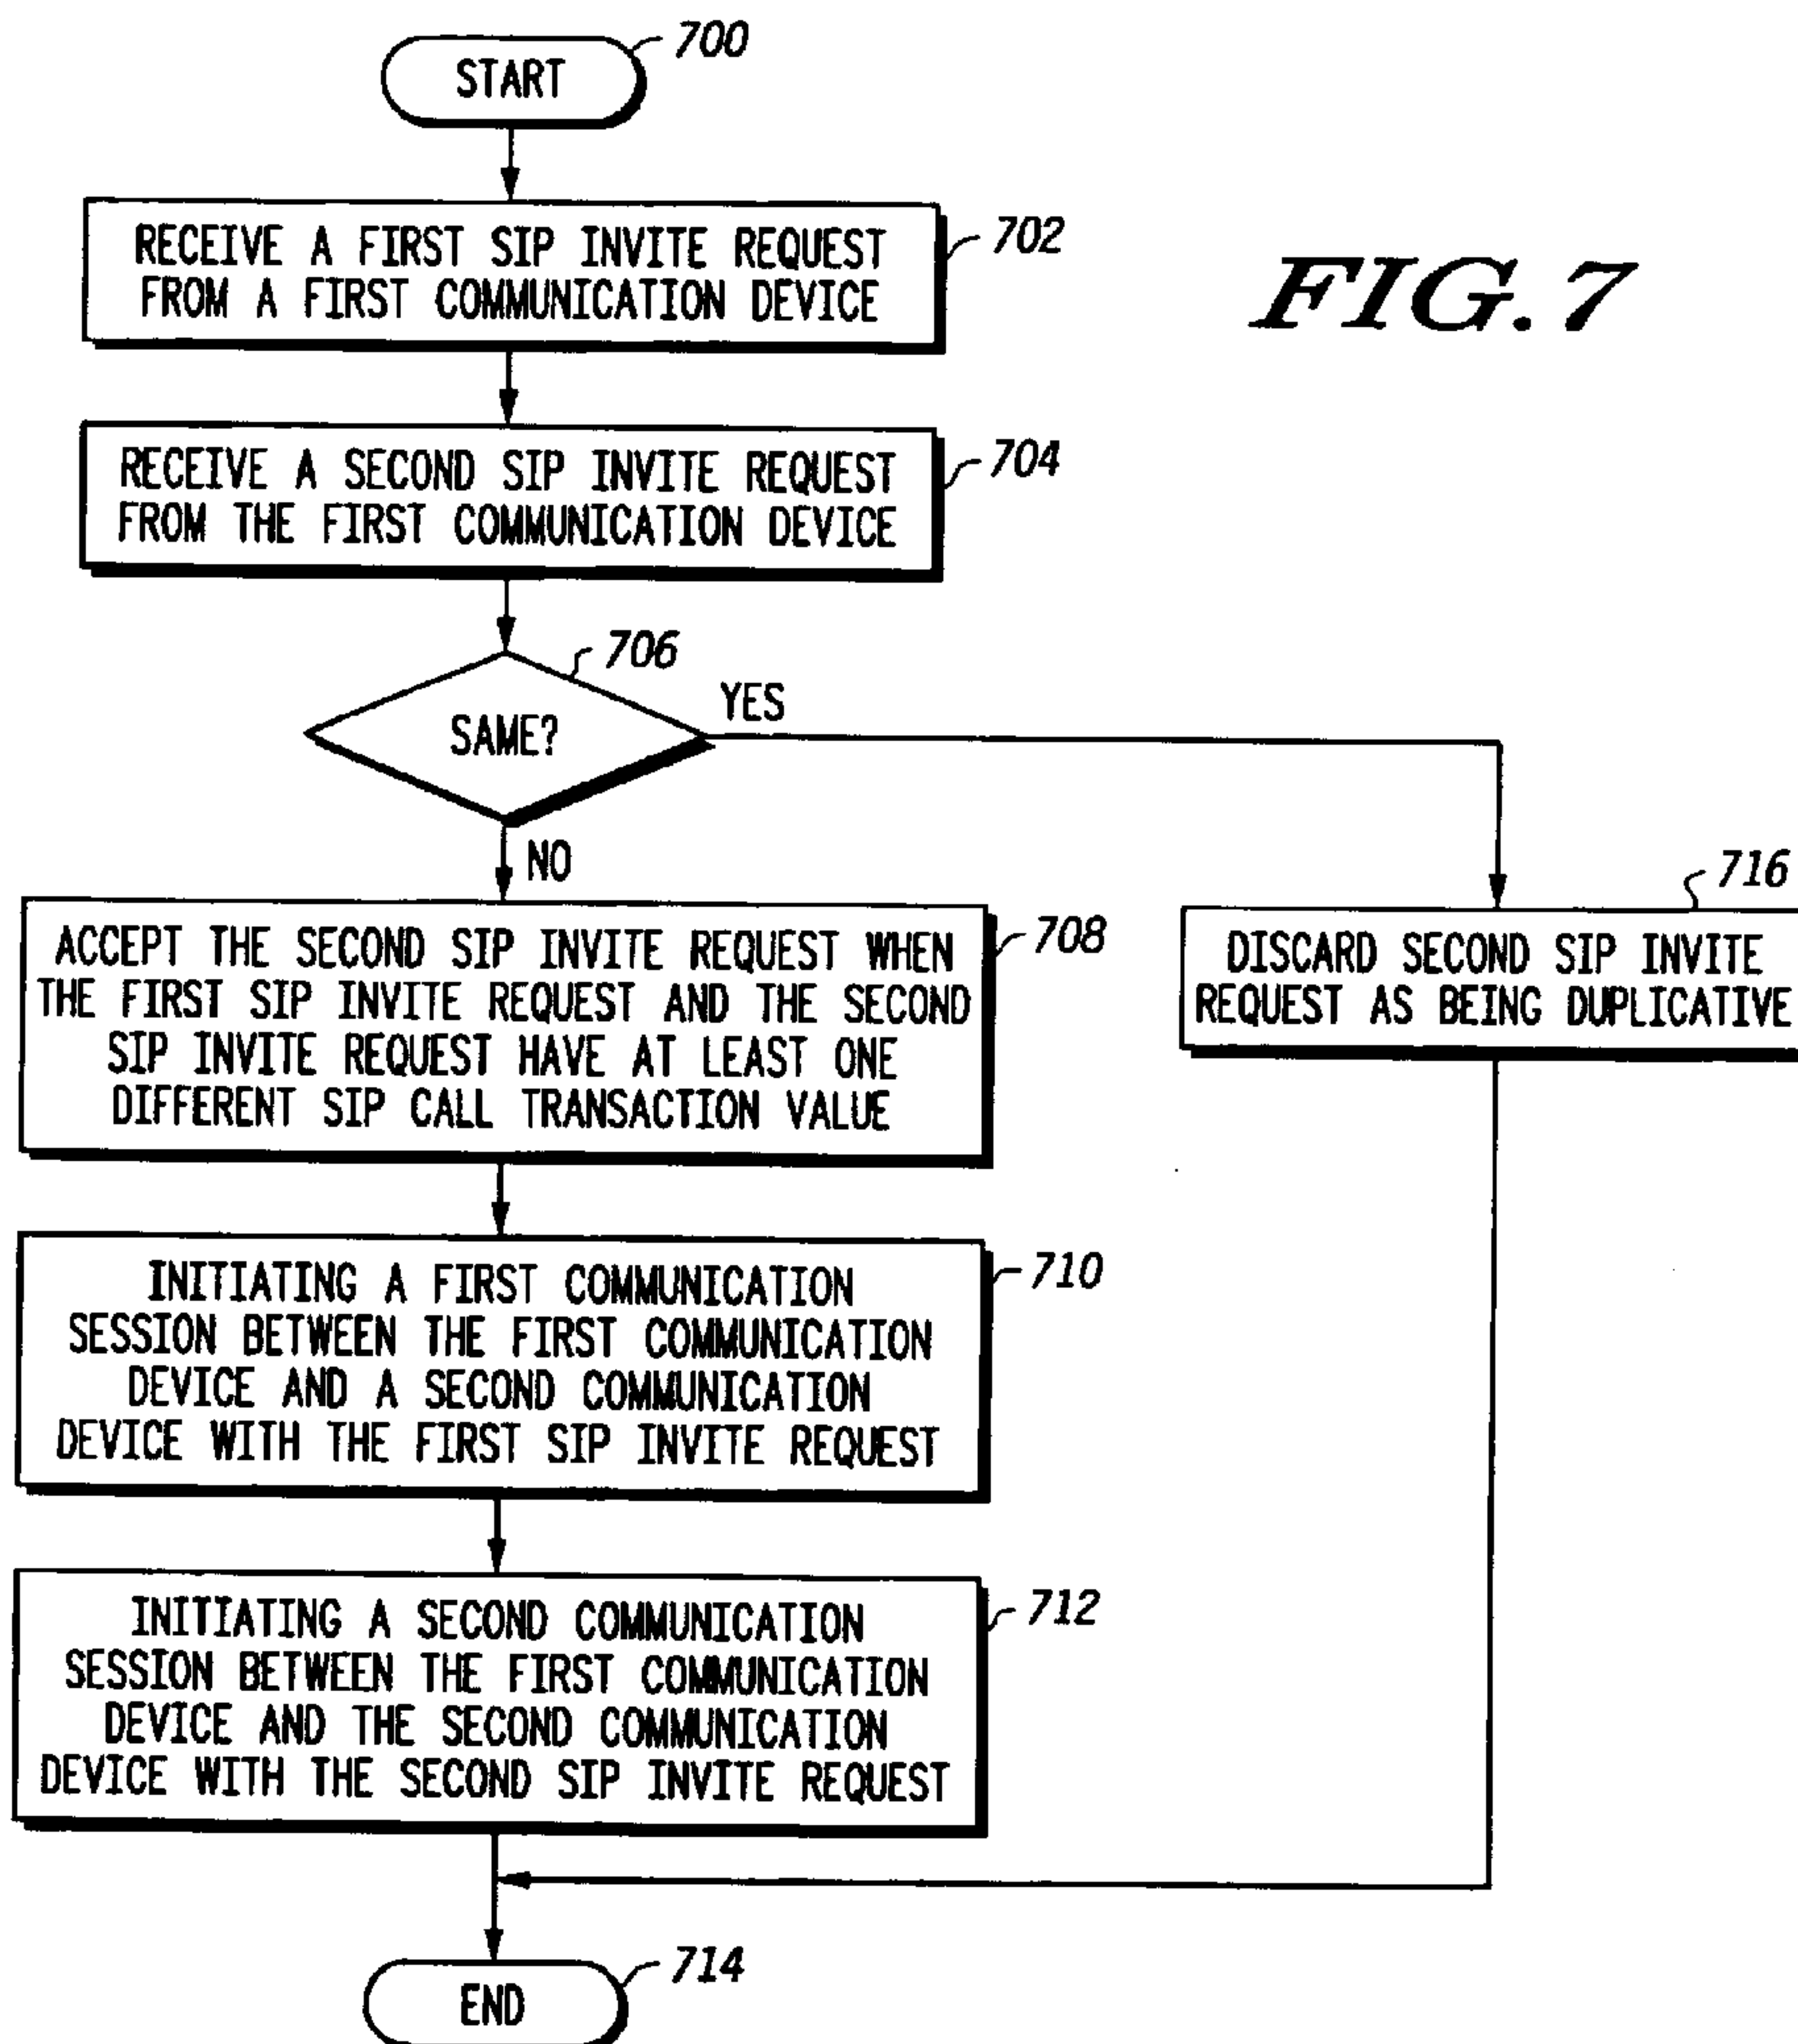 700
START
RECEIVE A FIRST SIP INVITE REQUEST
FROM A FIRST COMMUNICATION DEVICE
702
FIG. 7
RECEIVE A SECOND SIP INVITE REQUEST
FROM THE FIRST COMMUNICATION DEVICE
704
706
SAME?
YES
NO
ACCEPT THE SECOND SIP INVITE REQUEST WHEN
THE FIRST SIP INVITE REQUEST AND THE SECOND
SIP INVITE REQUEST HAVE AT LEAST ONE
DIFFERENT SIP CALL TRANSACTION VALUE
708
716
DISCARD SECOND SIP INVITE
REQUEST AS BEING DUPLICATIVE
INITIATING A FIRST COMMUNICATION
SESSION BETWEEN THE FIRST COMMUNICATION
DEVICE AND A SECOND COMMUNICATION
DEVICE WITH THE FIRST SIP INVITE REQUEST
710
INITIATING A SECOND COMMUNICATION
SESSION BETWEEN THE FIRST COMMUNICATION
DEVICE AND THE SECOND COMMUNICATION
DEVICE WITH THE SECOND SIP INVITE REQUEST
712
714
END